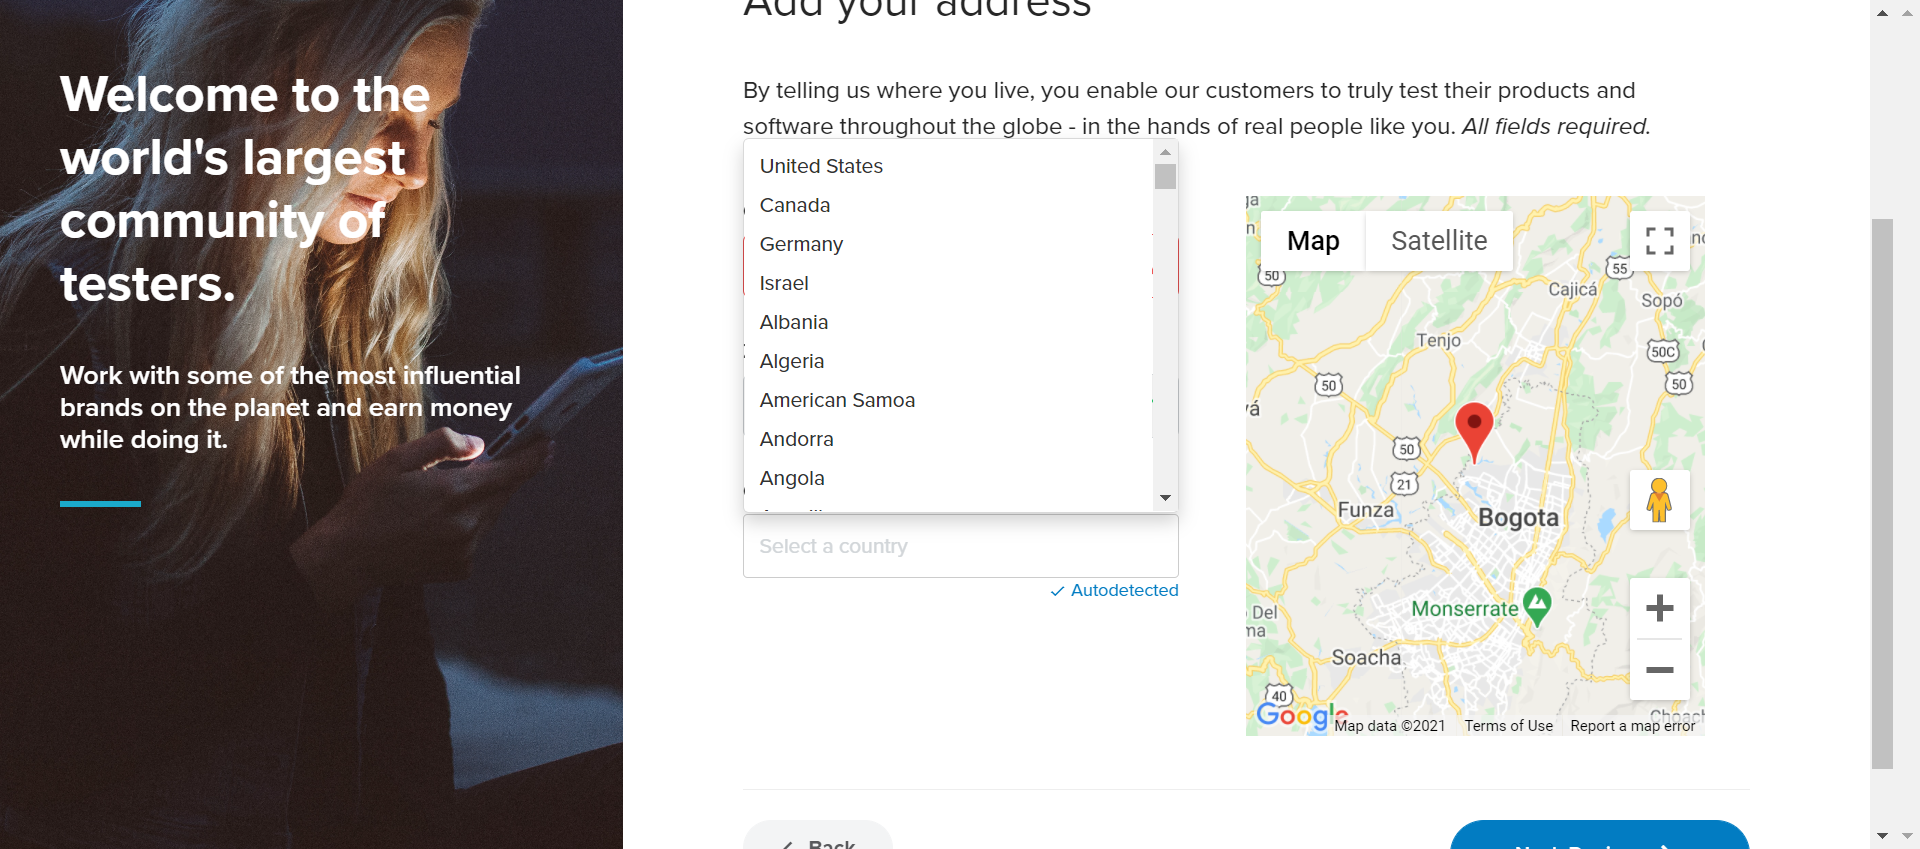 Welcome to the
world's largest
community of
testers.
Work with some of the most influential
brands on the planet and earn money
while doing it.
Add your address
By telling us where you live, you enable our customers to truly test their products and
software throughout the globe - in the hands of real people like you. All fields required.
United States
Canada
Germany
Israel
Albania
Algeria
American Samoa
Andorra
Angola
Select a country
Autodetected
Map
Satellite
50
55
Cajicá
Sopó
Tenjo
50C
50
50
50
21
Funza
Bogota
Monserrate
Soacha
40
Google
Map data ©2021
Terms of Use
Report a map error
Back